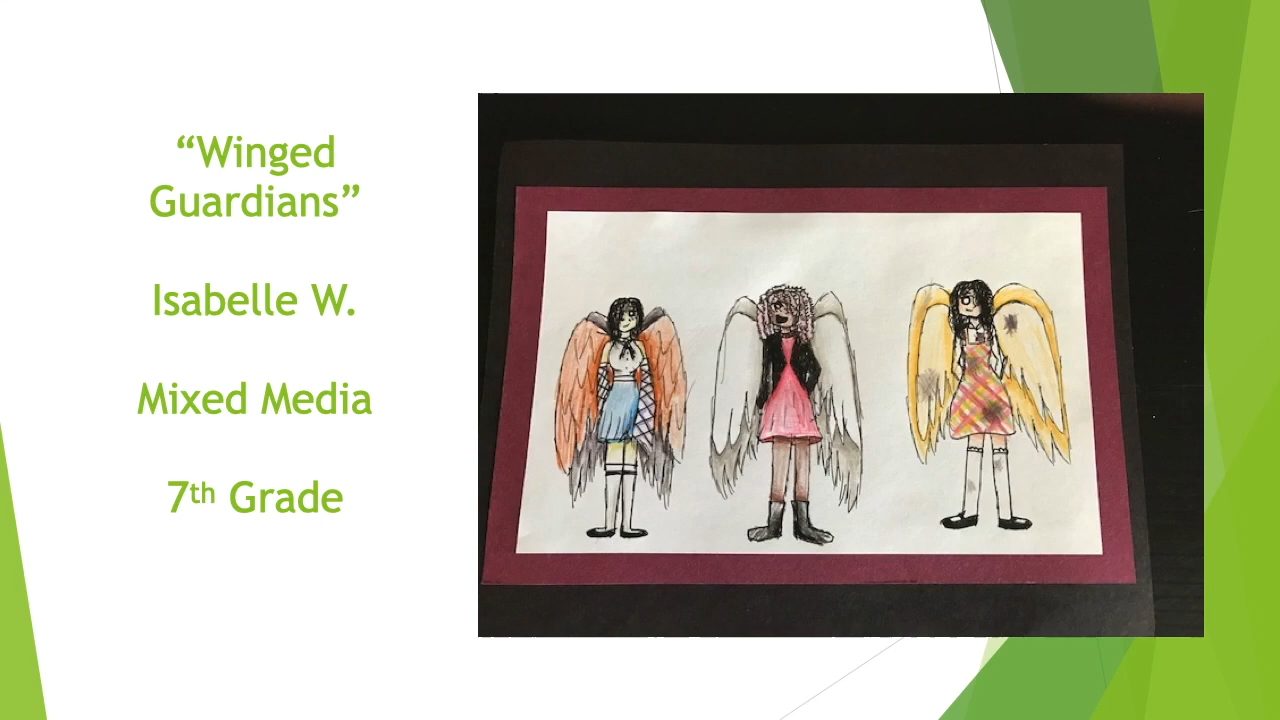 “Winged
Guardians”
Isabelle W.
Mixed Media
7th Grade